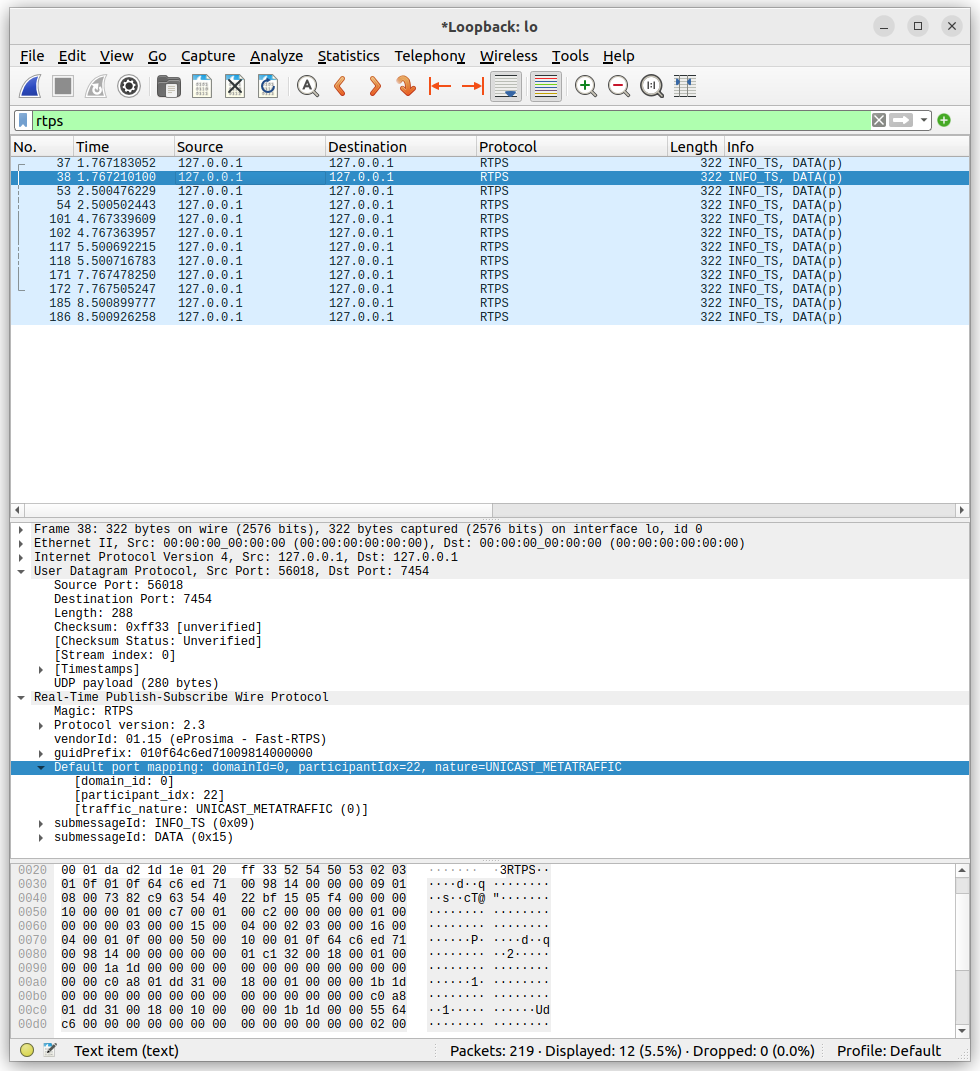 *Loopback: lo
File Edit View Go Capture Analyze Statistics Telephony Wireless Tools Help
rtps
No. Time Source Destination Protocol Length Info
37 1.767183052 127.0.0.1 127.0.0.1 RTPS 322 INFO_TS, DATA(p)
38 1.767210100 127.0.0.1 127.0.0.1 RTPS 322 INFO_TS, DATA(p)
53 2.500476229 127.0.0.1 127.0.0.1 RTPS 322 INFO_TS, DATA(p)
54 2.500502443 127.0.0.1 127.0.0.1 RTPS 322 INFO_TS, DATA(p)
101 4.767339609 127.0.0.1 127.0.0.1 RTPS 322 INFO_TS, DATA(p)
102 4.767363957 127.0.0.1 127.0.0.1 RTPS 322 INFO_TS, DATA(p)
117 5.500692215 127.0.0.1 127.0.0.1 RTPS 322 INFO_TS, DATA(p)
118 5.500716783 127.0.0.1 127.0.0.1 RTPS 322 INFO_TS, DATA(p)
171 7.767478250 127.0.0.1 127.0.0.1 RTPS 322 INFO_TS, DATA(p)
172 7.767505247 127.0.0.1 127.0.0.1 RTPS 322 INFO_TS, DATA(p)
185 8.500899777 127.0.0.1 127.0.0.1 RTPS 322 INFO_TS, DATA(p)
186 8.500926258 127.0.0.1 127.0.0.1 RTPS 322 INFO_TS, DATA(p)
Frame 38: 322 bytes on wire (2576 bits), 322 bytes captured (2576 bits) on interface lo, id 0
Ethernet II, Src: 00:00:00_00:00:00 (00:00:00:00:00:00), Dst: 00:00:00_00:00:00 (00:00:00:00:00:00)
Internet Protocol Version 4, Src: 127.0.0.1, Dst: 127.0.0.1
User Datagram Protocol, Src Port: 56018, Dst Port: 7454
Source Port: 56018
Destination Port: 7454
Length: 288
Checksum: 0xff33 [unverified]
[Checksum Status: Unverified]
[Stream index: 0]
[Timestamps]
UDP payload (280 bytes)
Real-Time Publish-Subscribe Wire Protocol
Magic: RTPS
Protocol version: 2.3
vendorId: 01.15 (eProsima - Fast-RTPS)
guidPrefix: 010f64c6ed71009814000000
Default port mapping: domainId=0, participantIdx=22, nature=UNICAST_METATRAFFIC
[domain_id: 0]
[participant_idx: 22]
[traffic_nature: UNICAST_METATRAFFIC (0)]
submessageId: INFO_TS (0x09)
submessageId: DATA (0x15)
0020 00 01 da d2 1d 1e 01 20 ff 33 52 54 50 53 02 03 ······· ·3RTPS··
0030 01 0f 01 0f 64 c6 ed 71 00 98 14 00 00 00 09 01 ····d··q ········
0040 08 00 73 82 c9 63 54 40 22 bf 15 05 f4 00 00 00 ··s··cT@ "·······
0050 10 00 00 01 00 c7 00 01 00 c2 00 00 00 00 01 00 ········ ········
0060 00 00 00 03 00 00 15 00 04 00 02 03 00 00 16 00 ········ ········
0070 04 00 01 0f 00 00 50 00 10 00 01 0f 64 c6 ed 71 ······P· ····d··q
0080 00 98 14 00 00 00 00 00 01 c1 32 00 18 00 01 00 ········ ··2·····
0090 00 00 1a 1d 00 00 00 00 00 00 00 00 00 00 00 00 ········ ········
00a0 00 00 c0 a8 01 dd 31 00 18 00 01 00 00 00 1b 1d ······1· ········
00b0 00 00 00 00 00 00 00 00 00 00 00 00 00 00 c0 a8 ········ ········
00c0 01 dd 31 00 18 00 10 00 00 00 1b 1d 00 00 55 64 ··1····· ······Ud
00d0 c6 00 00 00 00 00 00 00 00 00 00 00 00 00 02 00 ········ ········
Text item (text) Packets: 219 · Displayed: 12 (5.5%) · Dropped: 0 (0.0%) Profile: Default